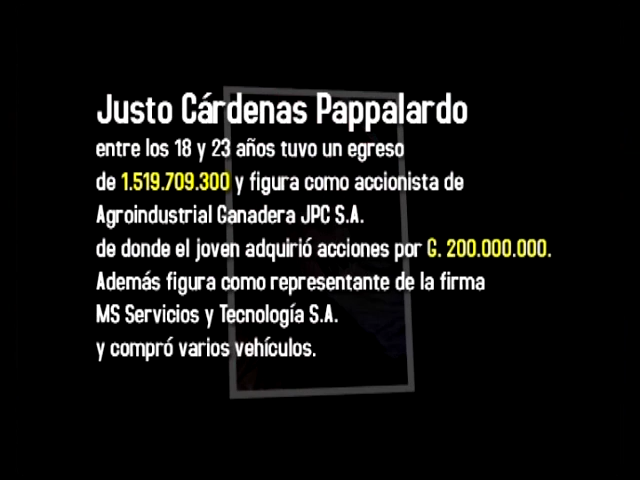 Justo Cárdenas Pappalardo
entre los 18 y 23 años tuvo un egreso
de 1.519.709.300 y figura como accionista de
Agroindustrial Ganadera JPC S.A.
de donde el joven adquirió acciones por G. 200.000.000.
Además figura como representante de la firma
MS Servicios y Tecnología S.A.
y compró varios vehículos.